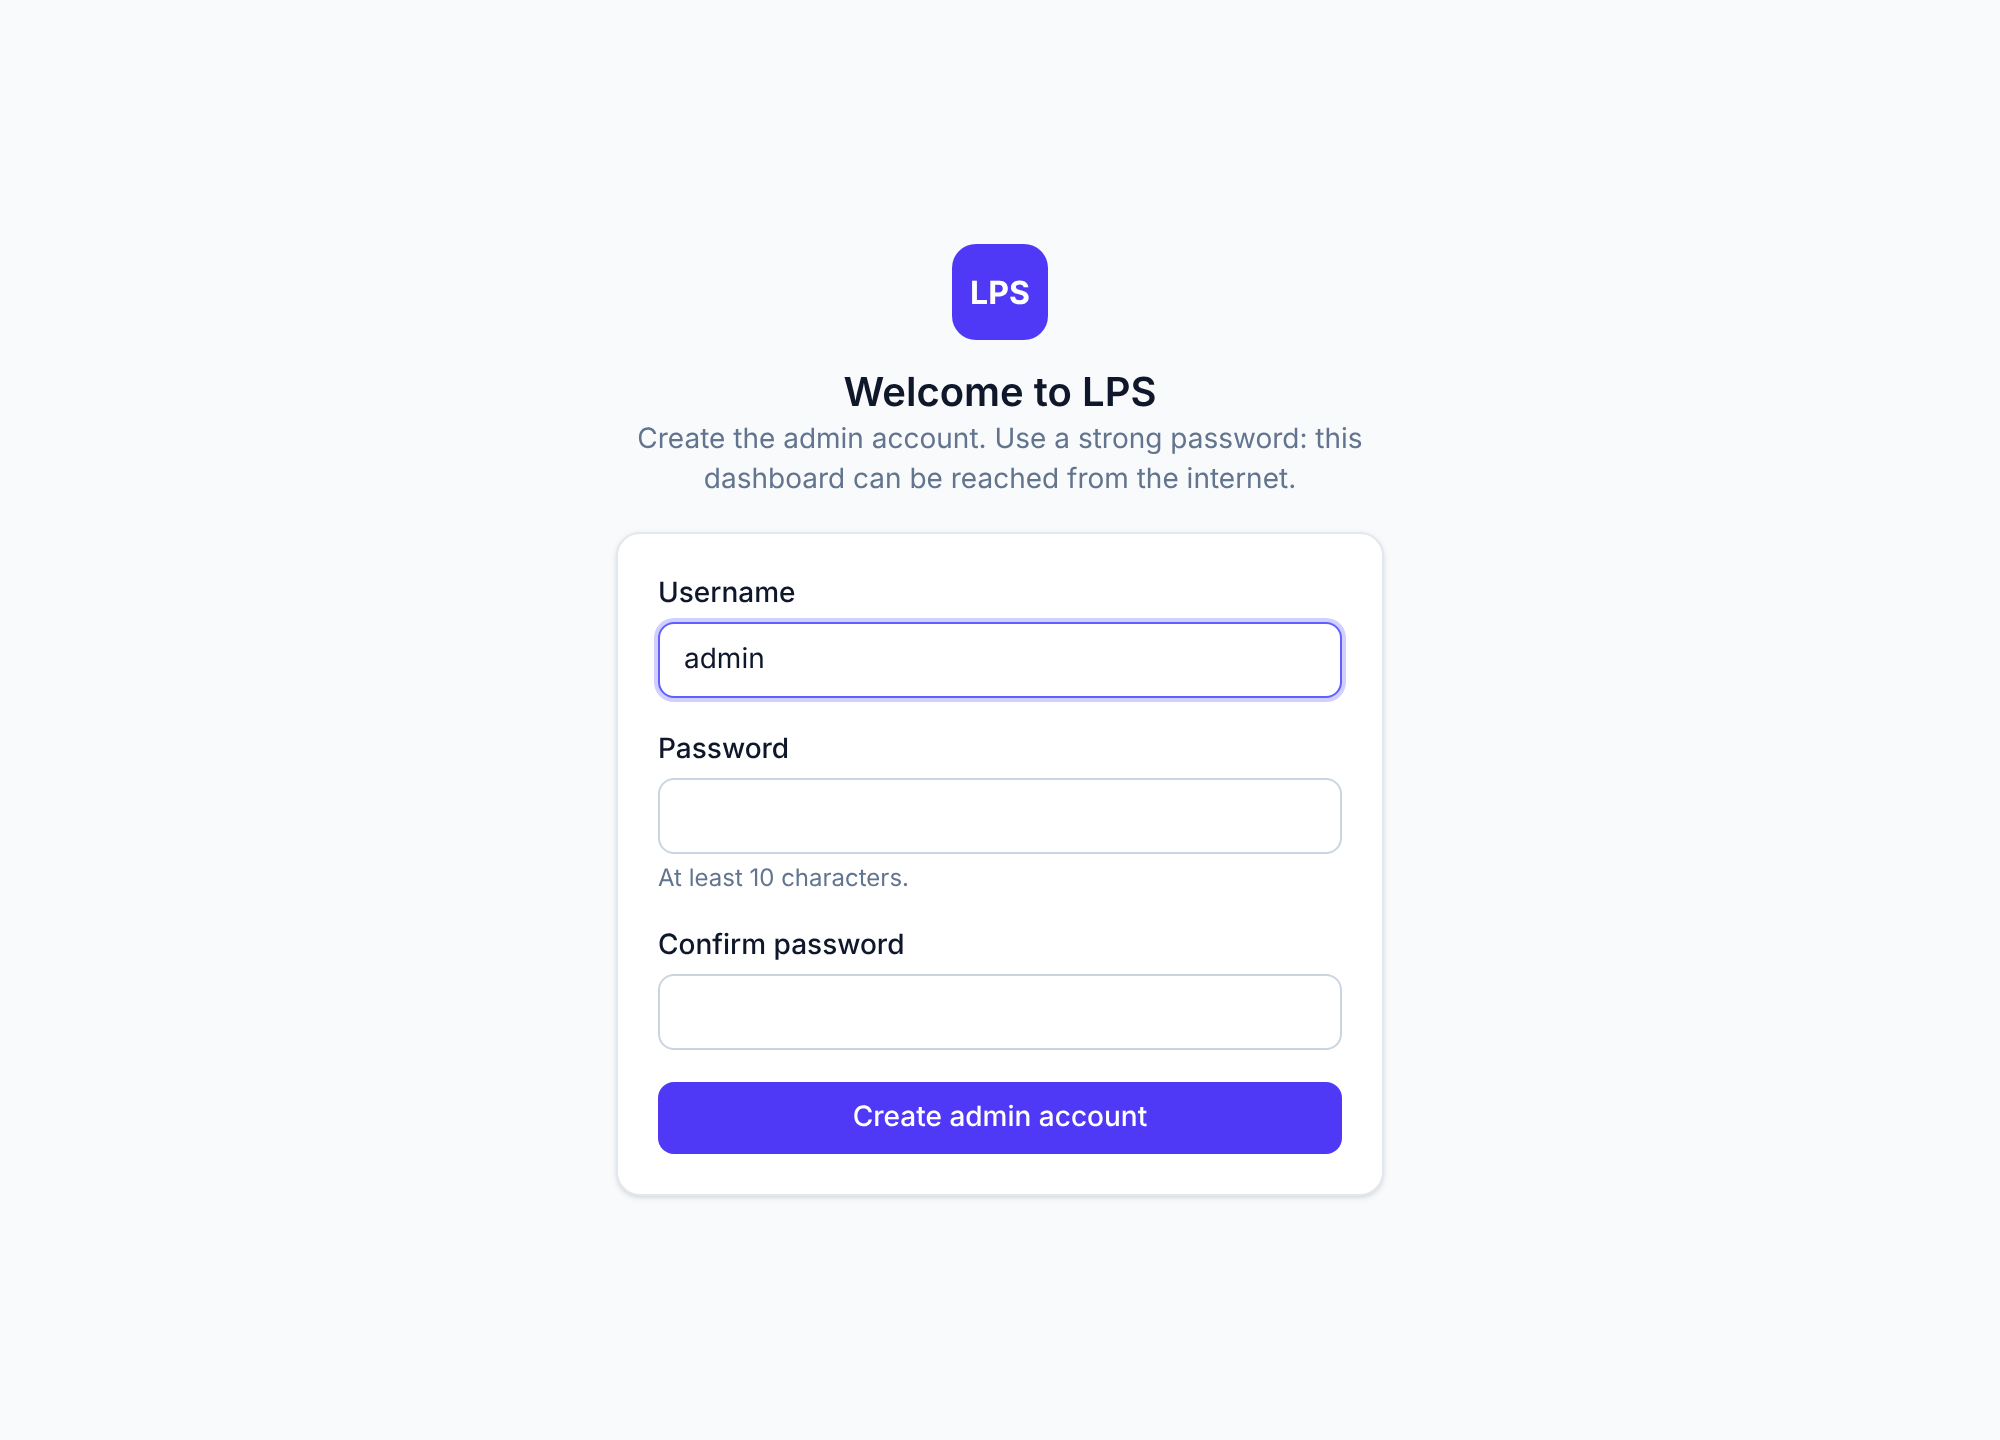 LPS
Welcome to LPS
Create the admin account. Use a strong password: this
dashboard can be reached from the internet.
Username
admin
Password
At least 10 characters.
Confirm password
Create admin account